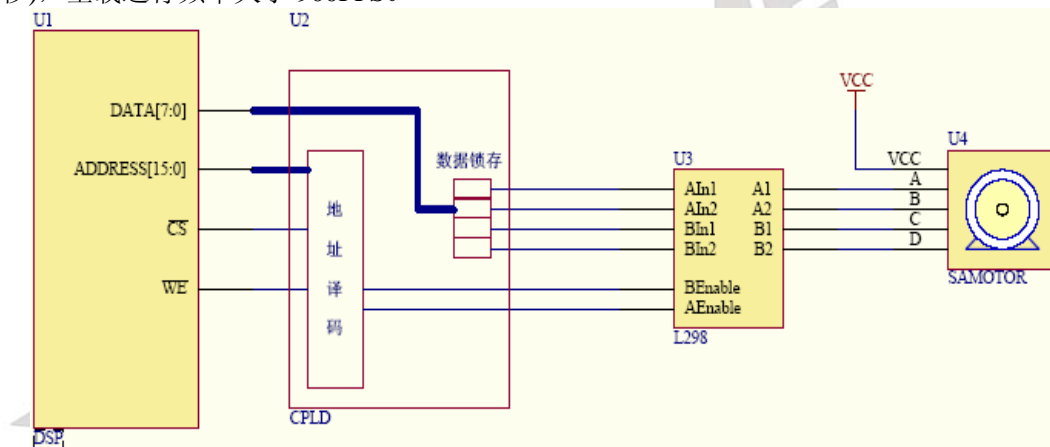 U1
U2
DATA[7:0]
ADDRESS[15:0]
CS
WE
数据锁存
地址译码
U3
AIn1
AIn2
BIn1
BIn2
BEnable
AEnable
A1
A2
B1
B2
L298
VCC
U4
VCC
A
B
C
D
SAMOTOR
CPLD
DSP